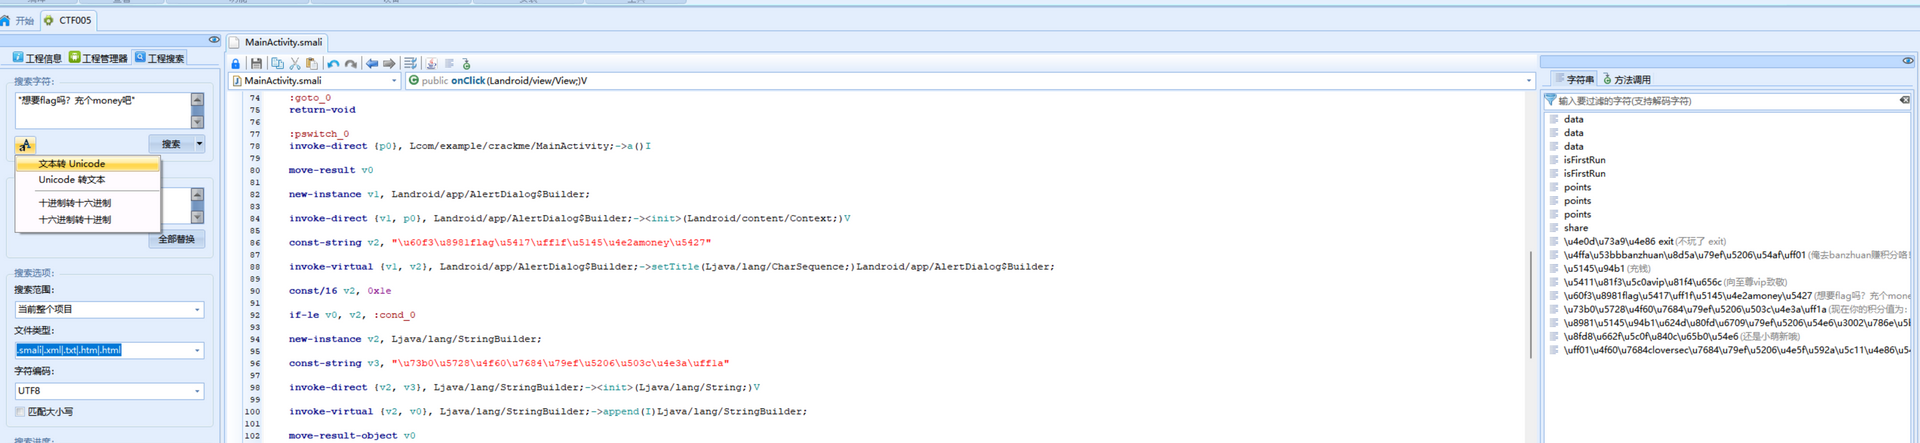 开始 CTF005
工程信息 工程管理器 工程搜索
搜索字符:
"想要flag吗？充个money吧"
搜索
文本转 Unicode
Unicode 转文本
十进制转十六进制
十六进制转十进制
全部替换
搜索选项:
搜索范围:
当前整个项目
文件类型:
.smali|.xml|.txt|.htm|.html
字符编码:
UTF8
匹配大小写
MainActivity.smali
MainActivity.smali
public onClick(Landroid/view/View;)V
74 :goto_0
75 return-void
76
77 :pswitch_0
78 invoke-direct {p0}, Lcom/example/crackme/MainActivity;->a()I
79
80 move-result v0
81
82 new-instance v1, Landroid/app/AlertDialog$Builder;
83
84 invoke-direct {v1, p0}, Landroid/app/AlertDialog$Builder;-><init>(Landroid/content/Context;)V
85
86 const-string v2, "\u60f3\u8981flag\u5417\uff1f\u5145\u4e2amoney\u5427"
87
88 invoke-virtual {v1, v2}, Landroid/app/AlertDialog$Builder;->setTitle(Ljava/lang/CharSequence;)Landroid/app/AlertDialog$Builder;
89
90 const/16 v2, 0x1e
91
92 if-le v0, v2, :cond_0
93
94 new-instance v2, Ljava/lang/StringBuilder;
95
96 const-string v3, "\u73b0\u5728\u4f60\u7684\u79ef\u5206\u503c\u4e3a\uff1a"
97
98 invoke-direct {v2, v3}, Ljava/lang/StringBuilder;-><init>(Ljava/lang/String;)V
99
100 invoke-virtual {v2, v0}, Ljava/lang/StringBuilder;->append(I)Ljava/lang/StringBuilder;
101
102 move-result-object v0
字符串 方法调用
输入要过滤的字符(支持解码字符)
data
data
data
isFirstRun
isFirstRun
points
points
points
share
\u4e0d\u73a9\u4e86 exit (不玩了 exit)
\u4ffa\u53bbbanzhuan\u8d5a\u79ef\u5206\u54af\uff01 (俺去banzhuan赚积分咯!
\u5145\u94b1 (充钱)
\u5411\u81f3\u5c0avip\u81f4\u656c (向至尊vip致敬)
\u60f3\u8981flag\u5417\uff1f\u5145\u4e2amoney\u5427 (想要flag吗？充个mone
\u73b0\u5728\u4f60\u7684\u79ef\u5206\u503c\u4e3a\uff1a (现在你的积分值为:
\u8981\u5145\u94b1\u624d\u80fd\u6709\u79ef\u5206\u54e6\u3002\u786e\u5
\u8fd8\u662f\u5c0f\u840c\u65b0\u54e6 (还是小萌新哦)
\uff01\u4f60\u7684cloversec\u7684\u79ef\u5206\u4e5f\u592a\u5c11\u4e86\u54